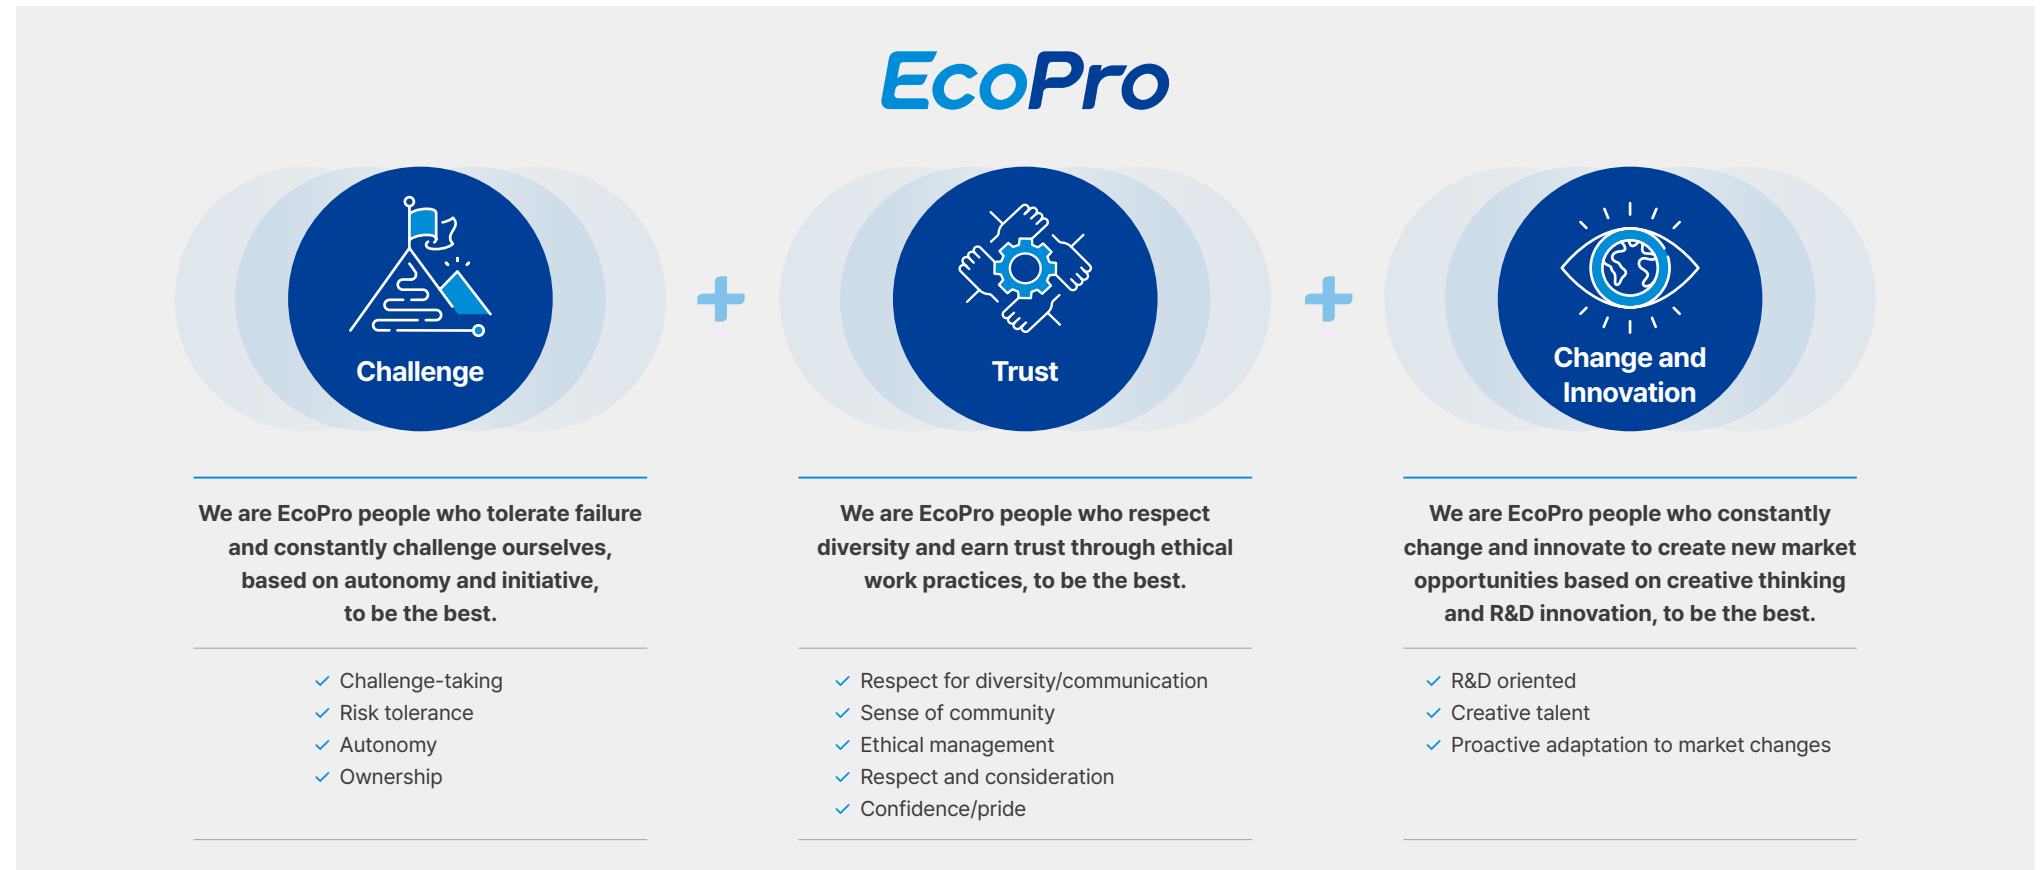 EcoPro
Challenge
We are EcoPro people who tolerate failure
and constantly challenge ourselves,
based on autonomy and initiative,
to be the best.
Challenge-taking
Risk tolerance
Autonomy
Ownership
Trust
We are EcoPro people who respect
diversity and earn trust through ethical
work practices, to be the best.
Respect for diversity/communication
Sense of community
Ethical management
Respect and consideration
Confidence/pride
Change and
Innovation
We are EcoPro people who constantly
change and innovate to create new market
opportunities based on creative thinking
and R&D innovation, to be the best.
R&D oriented
Creative talent
Proactive adaptation to market changes